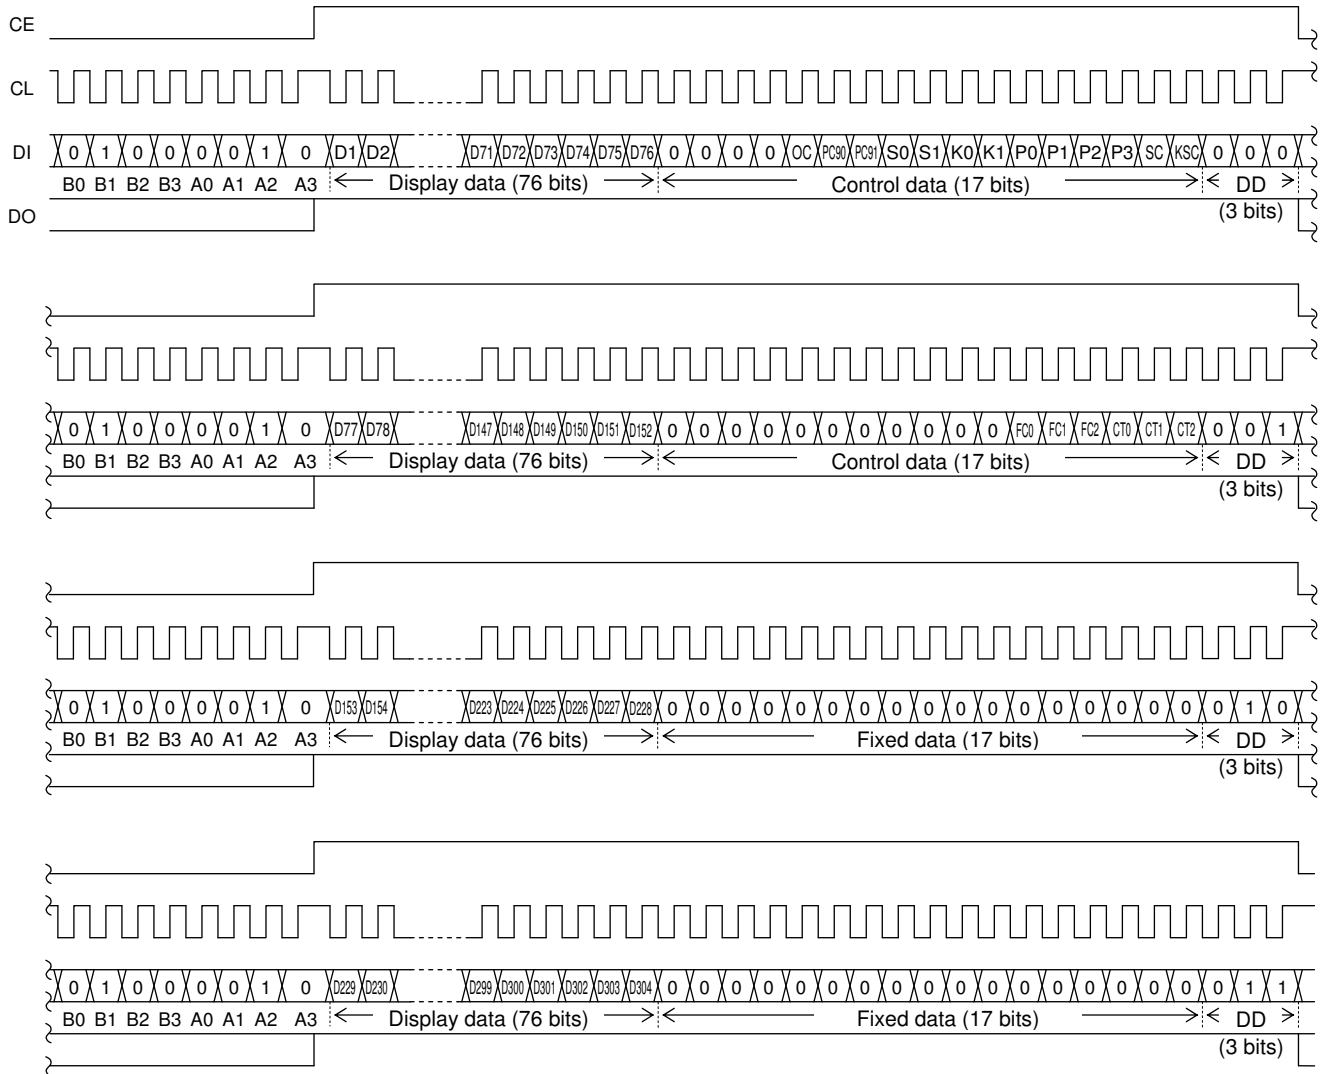 CE
CL
DI 0 1 0 0 0 0 1 0 D1 D2 D71 D72 D73 D74 D75 D76 0 0 0 0 OC PC90 PC91 S0 S1 K0 K1 P0 P1 P2 P3 SC KSC 0 0 0
B0 B1 B2 B3 A0 A1 A2 A3 Display data (76 bits) Control data (17 bits) DD
DO (3 bits)
0 1 0 0 0 0 1 0 D77 D78 D147 D148 D149 D150 D151 D152 0 0 0 0 0 0 0 0 0 0 0 FC0 FC1 FC2 CT0 CT1 CT2 0 0 1
B0 B1 B2 B3 A0 A1 A2 A3 Display data (76 bits) Control data (17 bits) DD
(3 bits)
0 1 0 0 0 0 1 0 D153 D154 D223 D224 D225 D226 D227 D228 0 0 0 0 0 0 0 0 0 0 0 0 0 0 0 0 0 0 1 0
B0 B1 B2 B3 A0 A1 A2 A3 Display data (76 bits) Fixed data (17 bits) DD
(3 bits)
0 1 0 0 0 0 1 0 D229 D230 D299 D300 D301 D302 D303 D304 0 0 0 0 0 0 0 0 0 0 0 0 0 0 0 0 0 0 1 1
B0 B1 B2 B3 A0 A1 A2 A3 Display data (76 bits) Fixed data (17 bits) DD
(3 bits)